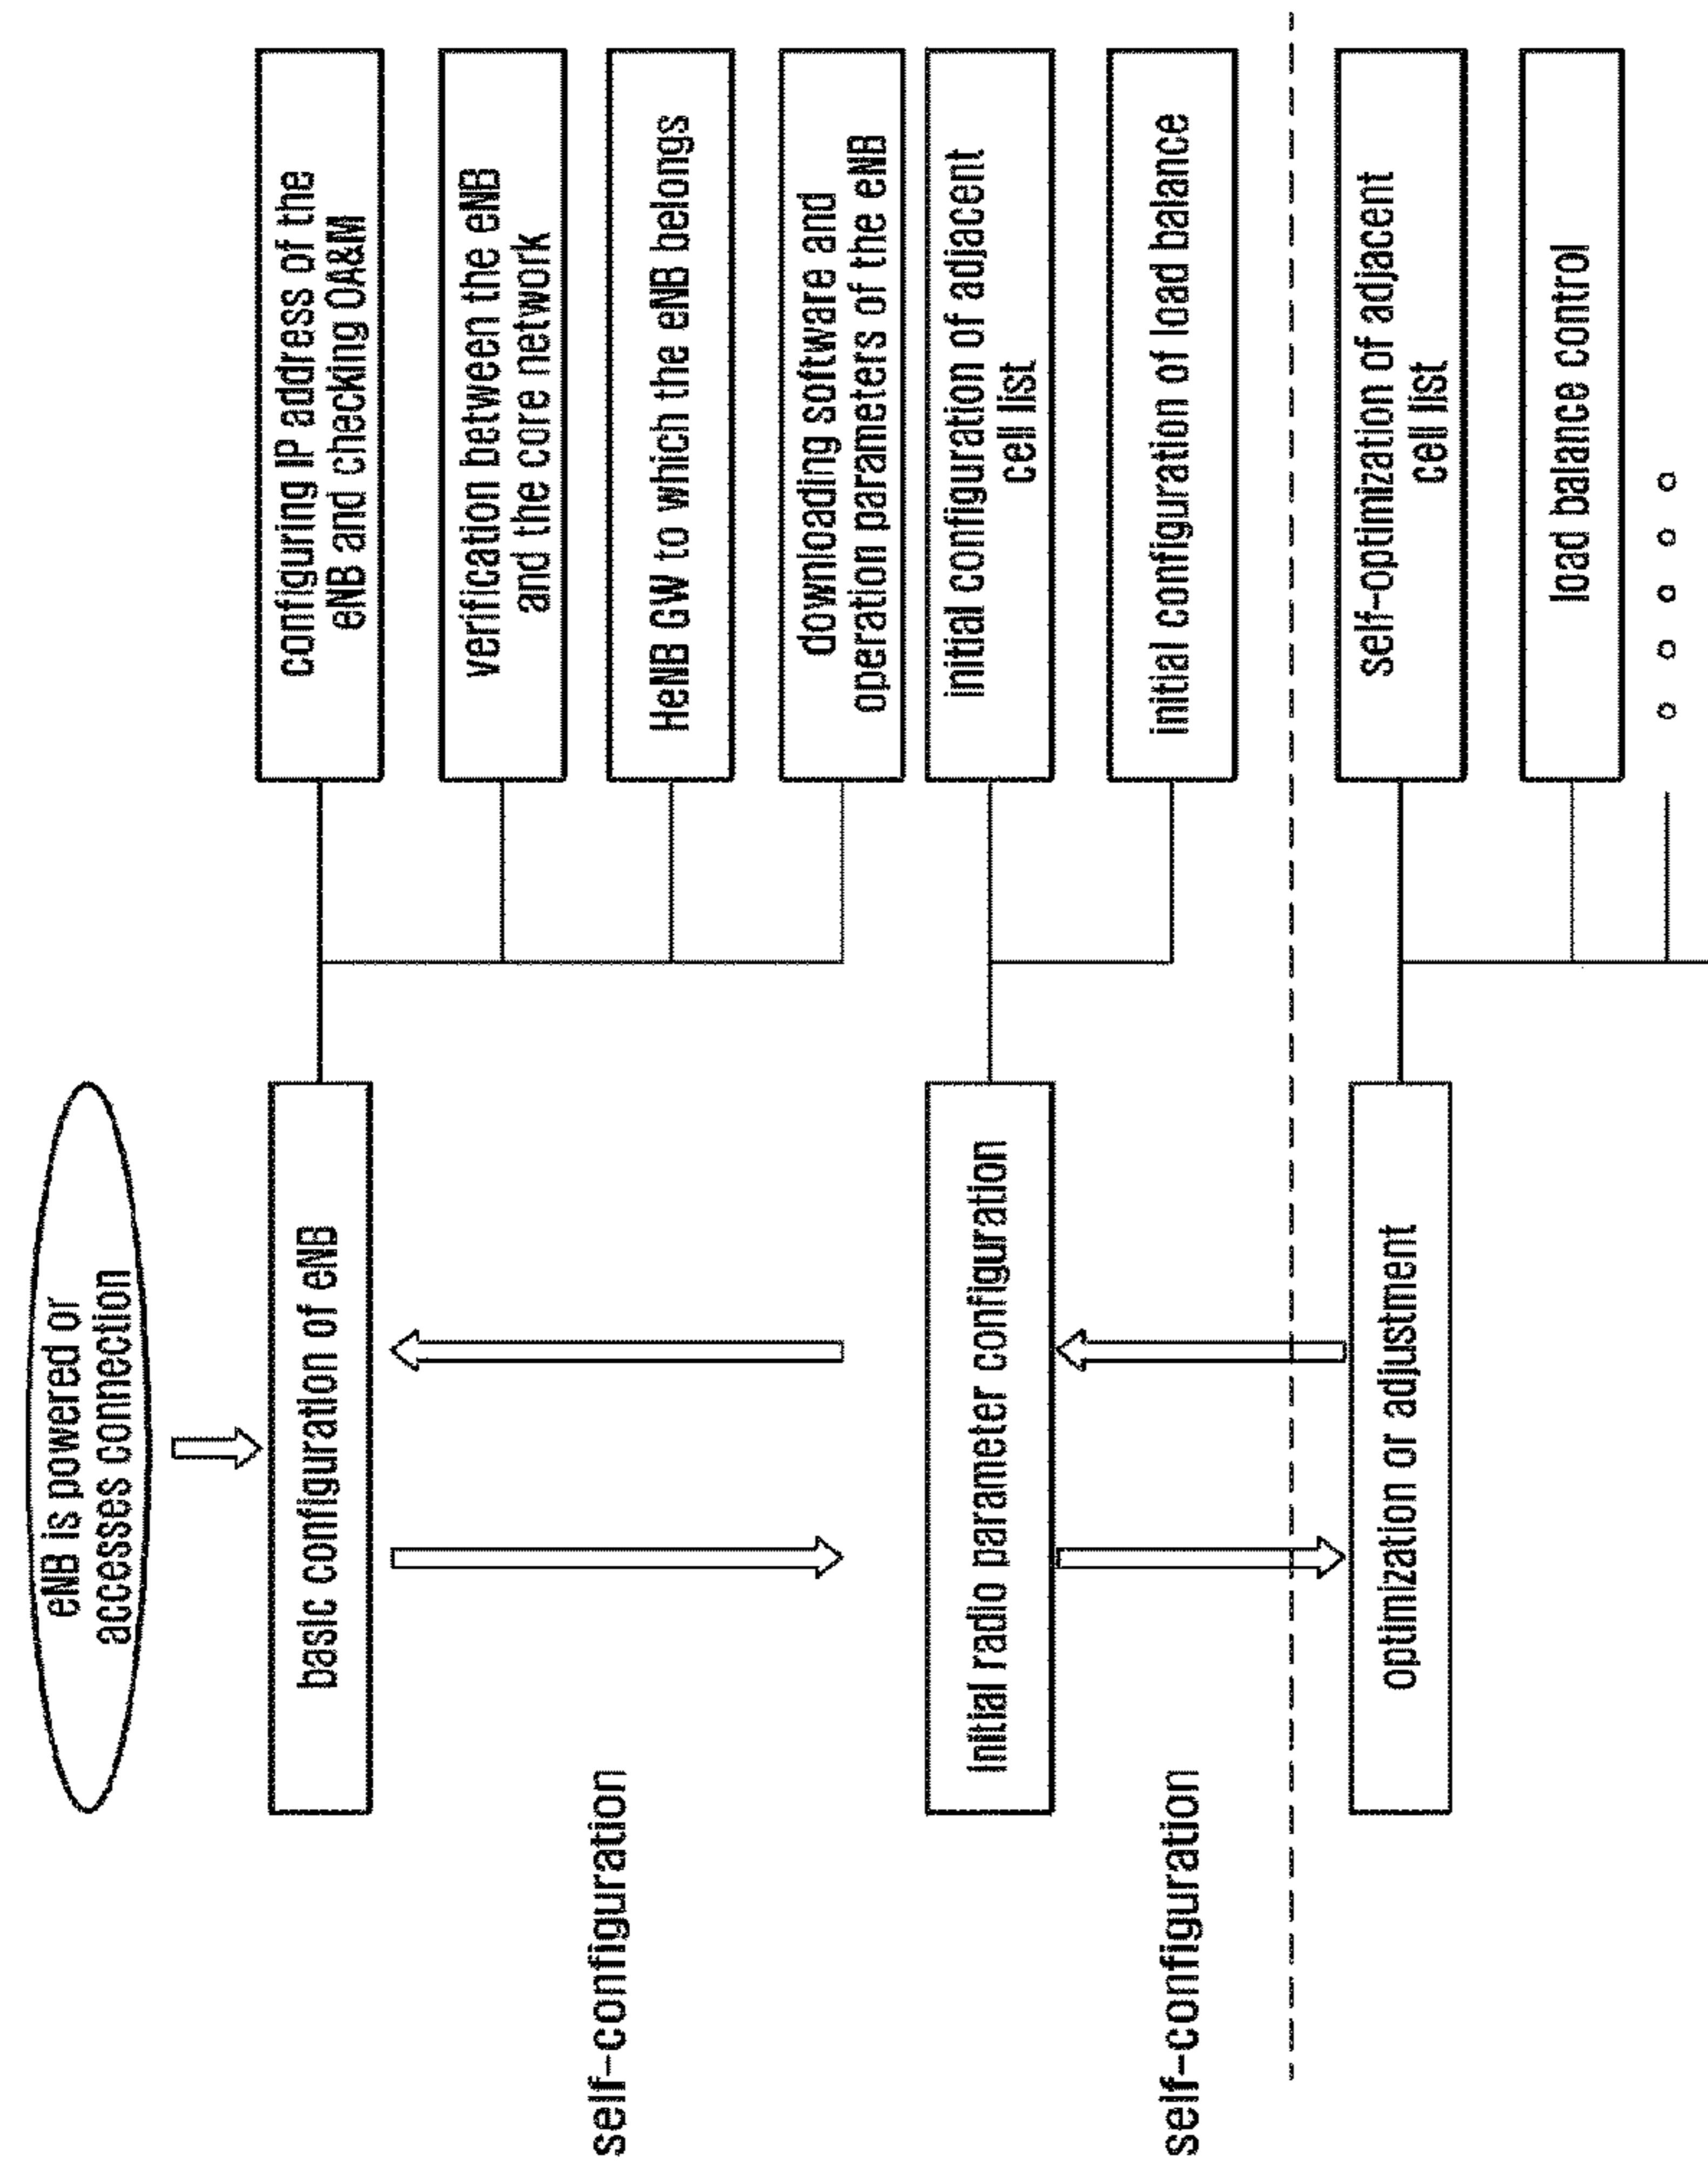 eNB is powered or
accesses connection
basic configuration of eNB
configuring IP address of the
eNB and checking OA&M
verification between the eNB
and the core network
HeNB GW to which the eNB belongs
downloading software and
operation parameters of the eNB
self-configuration
Initial radio parameter configuration
initial configuration of adjacent
cell list
initial configuration of load balance
self-configuration
optimization or adjustment
self-optimization of adjacent
cell list
load balance control